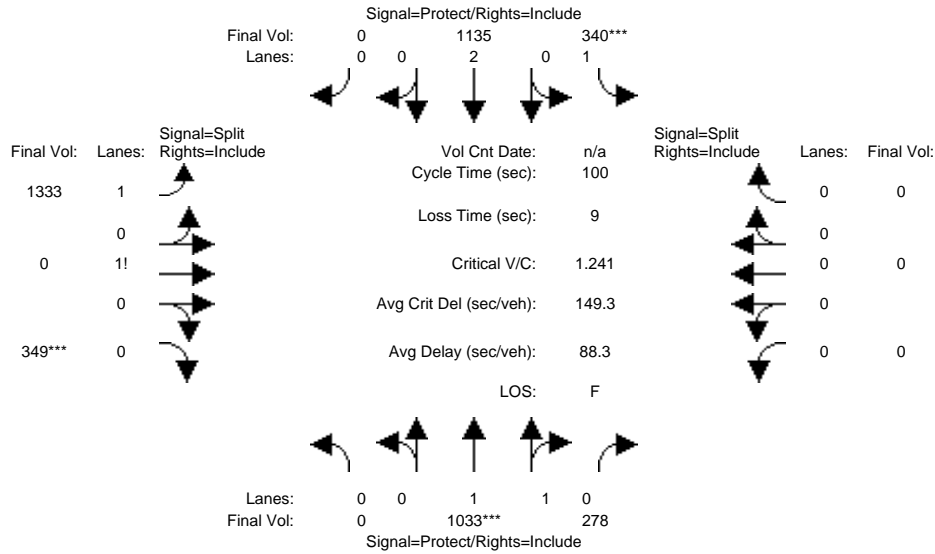 Signal=Protect/Rights=Include
Final Vol: 0 1135 340***
Lanes: 0 0 2 0 1
Signal=Split
Final Vol: Lanes: Rights=Include
Vol Cnt Date: n/a
Signal=Split
Rights=Include Lanes: Final Vol:
Cycle Time (sec): 100
1333 1
0 0
Loss Time (sec): 9
0
0
0 1!
Critical V/C: 1.241
0 0
0
Avg Crit Del (sec/veh): 149.3
0
349*** 0
Avg Delay (sec/veh): 88.3
0 0
LOS: F
Lanes: 0 0 1 1 0
Final Vol: 0 1033*** 278
Signal=Protect/Rights=Include